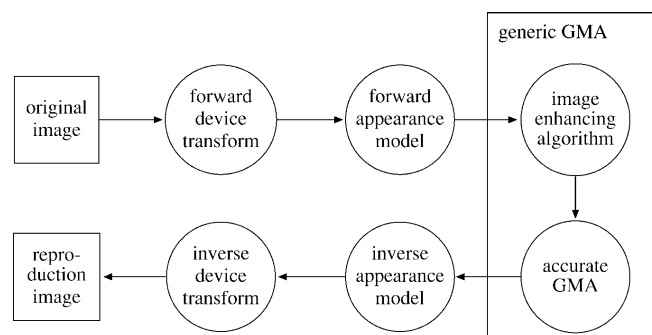 generic GMA
original
image
forward
device
transform
forward
appearance
model
image
enhancing
algorithm
repro-
duction
image
inverse
device
transform
inverse
appearance
model
accurate
GMA